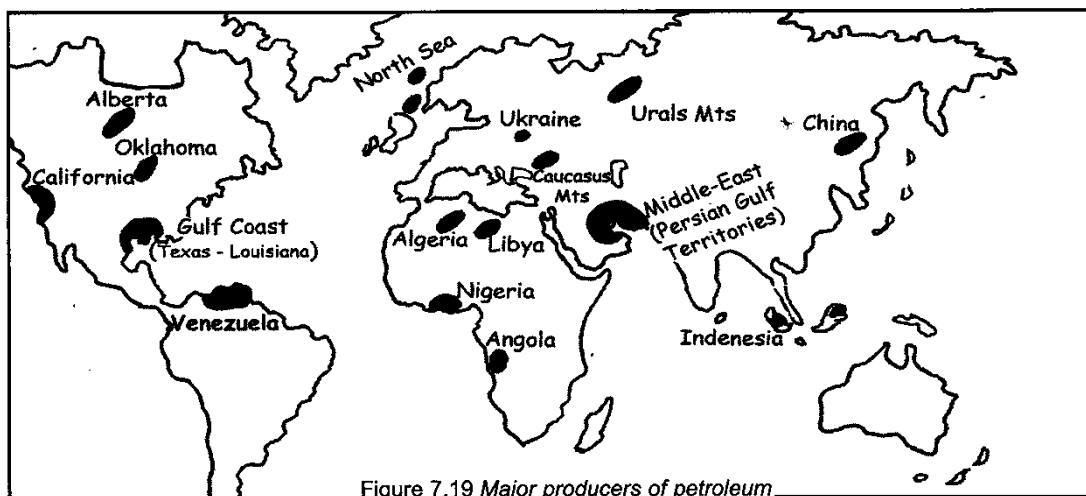 North Sea
Alberta
Ukraine
Urals Mts
China
Oklahoma
California
Caucasus
Mts
Middle-East
(Persian Gulf
Territories)
Gulf Coast
(Texas - Louisiana)
Algeria
Libya
Nigeria
Venezuela
Angola
Indenesia
Figure 7.19 Major producers of petroleum